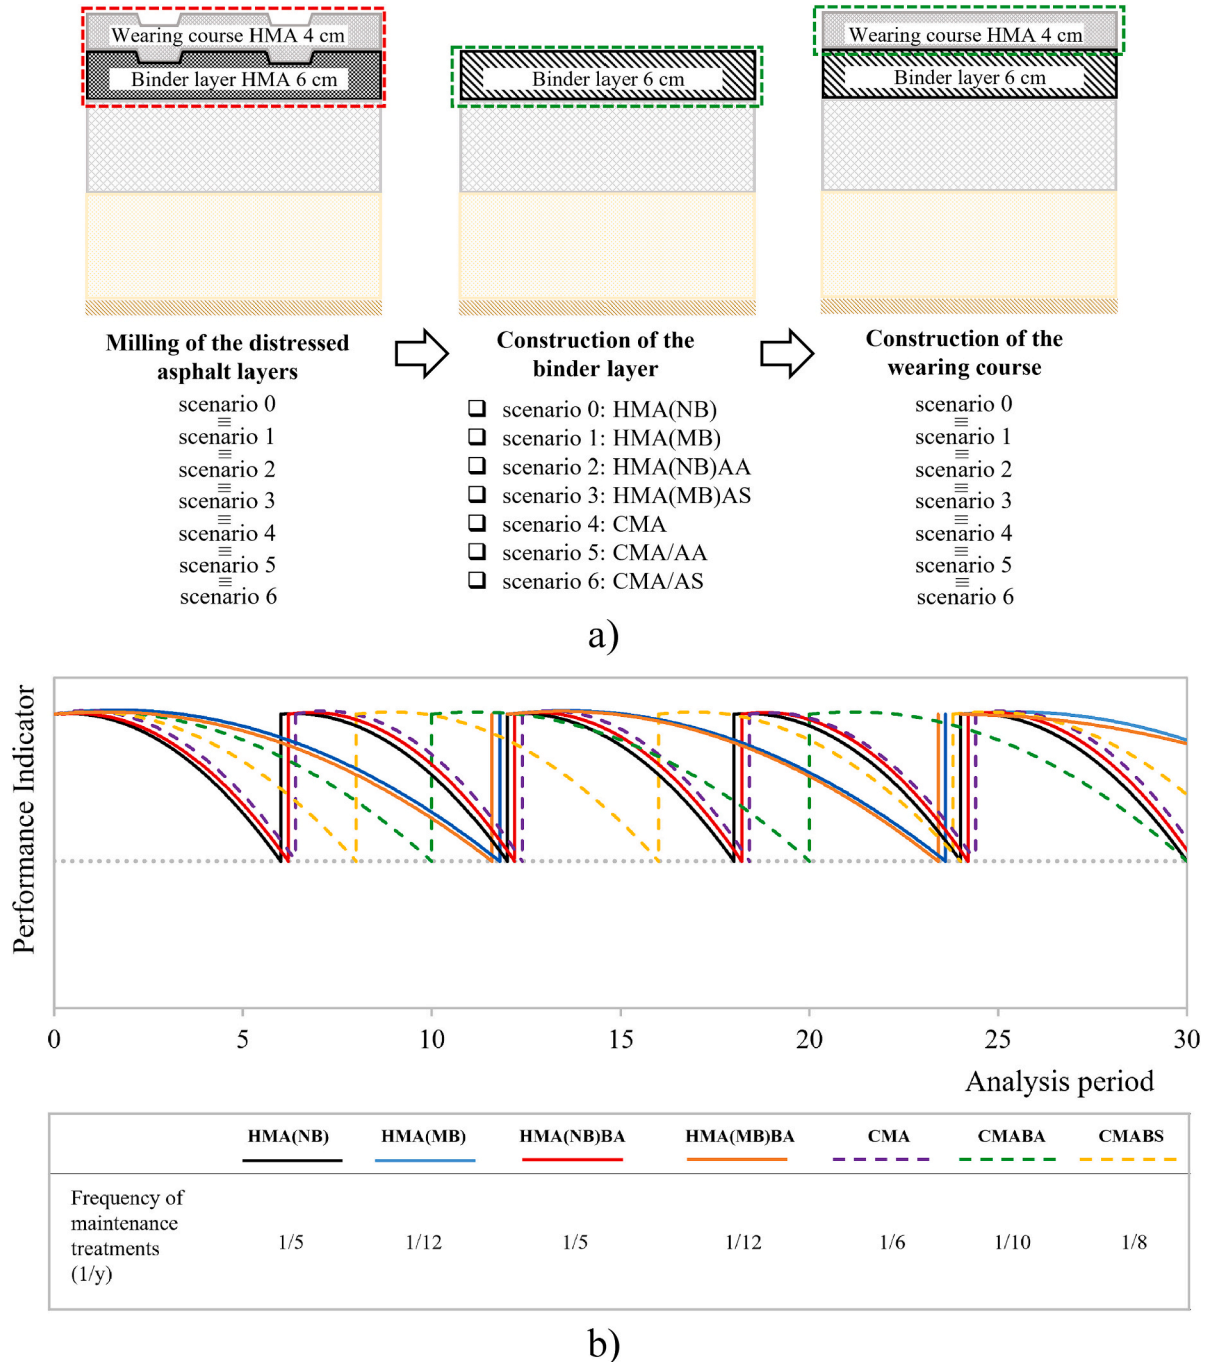 Wearing course HMA 4 cm
Binder layer HMA 6 cm
Binder layer 6 cm
Wearing course HMA 4 cm
Binder layer 6 cm
Milling of the distressed
asphalt layers
scenario 0
≡
scenario 1
≡
scenario 2
≡
scenario 3
≡
scenario 4
≡
scenario 5
≡
scenario 6
Construction of the
binder layer
❑ scenario 0: HMA(NB)
❑ scenario 1: HMA(MB)
❑ scenario 2: HMA(NB)AA
❑ scenario 3: HMA(MB)AS
❑ scenario 4: CMA
❑ scenario 5: CMA/AA
❑ scenario 6: CMA/AS
Construction of the
wearing course
scenario 0
≡
scenario 1
≡
scenario 2
≡
scenario 3
≡
scenario 4
≡
scenario 5
≡
scenario 6
a)
Performance Indicator
0 5 10 15 20 25 30
Analysis period
HMA(NB) HMA(MB) HMA(NB)BA HMA(MB)BA CMA CMABA CMABS
Frequency of
maintenance
treatments
(1/y)
1/5 1/12 1/5 1/12 1/6 1/10 1/8
b)